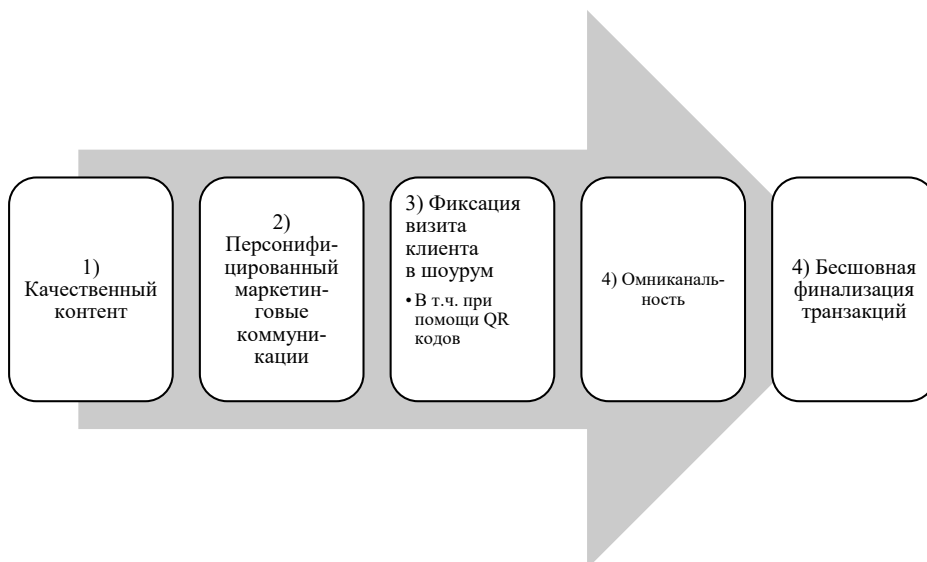 1)
Качественный
контент
2)
Персонифи-
цированный
маркетин-
говые
коммуни-
кации
3) Фиксация
визита
клиента
в шоурум
• В т.ч. при
помощи QR
кодов
4) Омниканаль-
ность
4) Бесшовная
финализация
транзакций